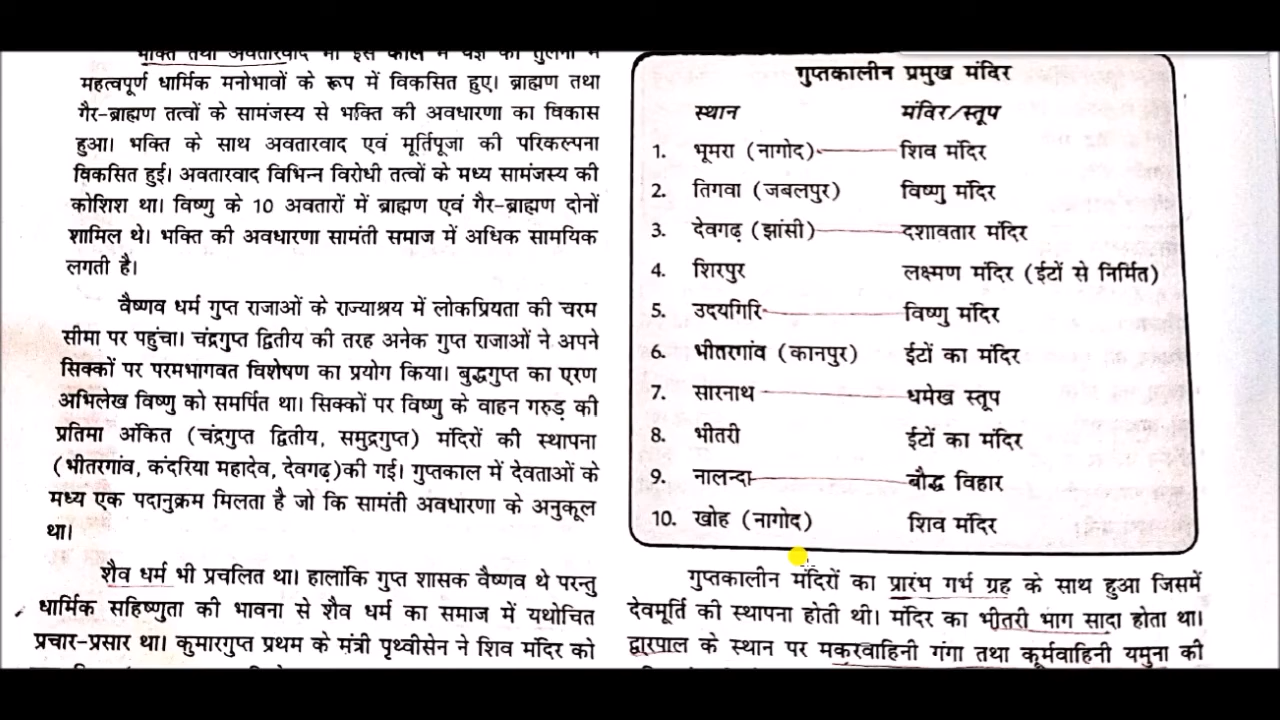 भक्ति तथा अवतारवाद भी इस काल में यज्ञ की तुलना में
महत्वपूर्ण धार्मिक मनोभावों के रूप में विकसित हुए। ब्राह्मण तथा
गैर-ब्राह्मण तत्वों के सामंजस्य से भक्ति की अवधारणा का विकास
हुआ। भक्ति के साथ अवतारवाद एवं मूर्तिपूजा की परिकल्पना
विकसित हुई। अवतारवाद विभिन्न विरोधी तत्वों के मध्य सामंजस्य की
कोशिश था। विष्णु के 10 अवतारों में ब्राह्मण एवं गैर-ब्राह्मण दोनों
शामिल थे। भक्ति की अवधारणा सामंती समाज में अधिक सामयिक
लगती है।
वैष्णव धर्म गुप्त राजाओं के राज्याश्रय में लोकप्रियता की चरम
सीमा पर पहुंचा। चंद्रगुप्त द्वितीय की तरह अनेक गुप्त राजाओं ने अपने
सिक्कों पर परमभागवत विशेषण का प्रयोग किया। बुद्धगुप्त का एरण
अभिलेख विष्णु को समर्पित था। सिक्कों पर विष्णु के वाहन गरुड़ की
प्रतिमा अंकित (चंद्रगुप्त द्वितीय, समुद्रगुप्त) मंदिरों की स्थापना
(भीतरगांव, कंदरिया महादेव, देवगढ़)की गई। गुप्तकाल में देवताओं के
मध्य एक पदानुक्रम मिलता है जो कि सामंती अवधारणा के अनुकूल
था।
शैव धर्म भी प्रचलित था। हालांकि गुप्त शासक वैष्णव थे परन्तु
धार्मिक सहिष्णुता की भावना से शैव धर्म का समाज में यथोचित
प्रचार-प्रसार था। कुमारगुप्त प्रथम के मंत्री पृथ्वीसेन ने शिव मंदिर को
गुप्तकालीन प्रमुख मंदिर
स्थान मंदिर/स्तूप
1. भूमरा (नागोद) शिव मंदिर
2. तिगवा (जबलपुर) विष्णु मंदिर
3. देवगढ़ (झांसी) दशावतार मंदिर
4. शिरपुर लक्ष्मण मंदिर (ईटों से निर्मित)
5. उदयगिरि विष्णु मंदिर
6. भीतरगांव (कानपुर) ईटों का मंदिर
7. सारनाथ धमेख स्तूप
8. भीतरी ईटों का मंदिर
9. नालन्दा बौद्ध विहार
10. खोह (नागोद) शिव मंदिर
गुप्तकालीन मंदिरों का प्रारंभ गर्भ ग्रह के साथ हुआ जिसमें
देवमूर्ति की स्थापना होती थी। मंदिर का भीतरी भाग सादा होता था।
द्वारपाल के स्थान पर मकरवाहिनी गंगा तथा कूर्मवाहिनी यमुना की